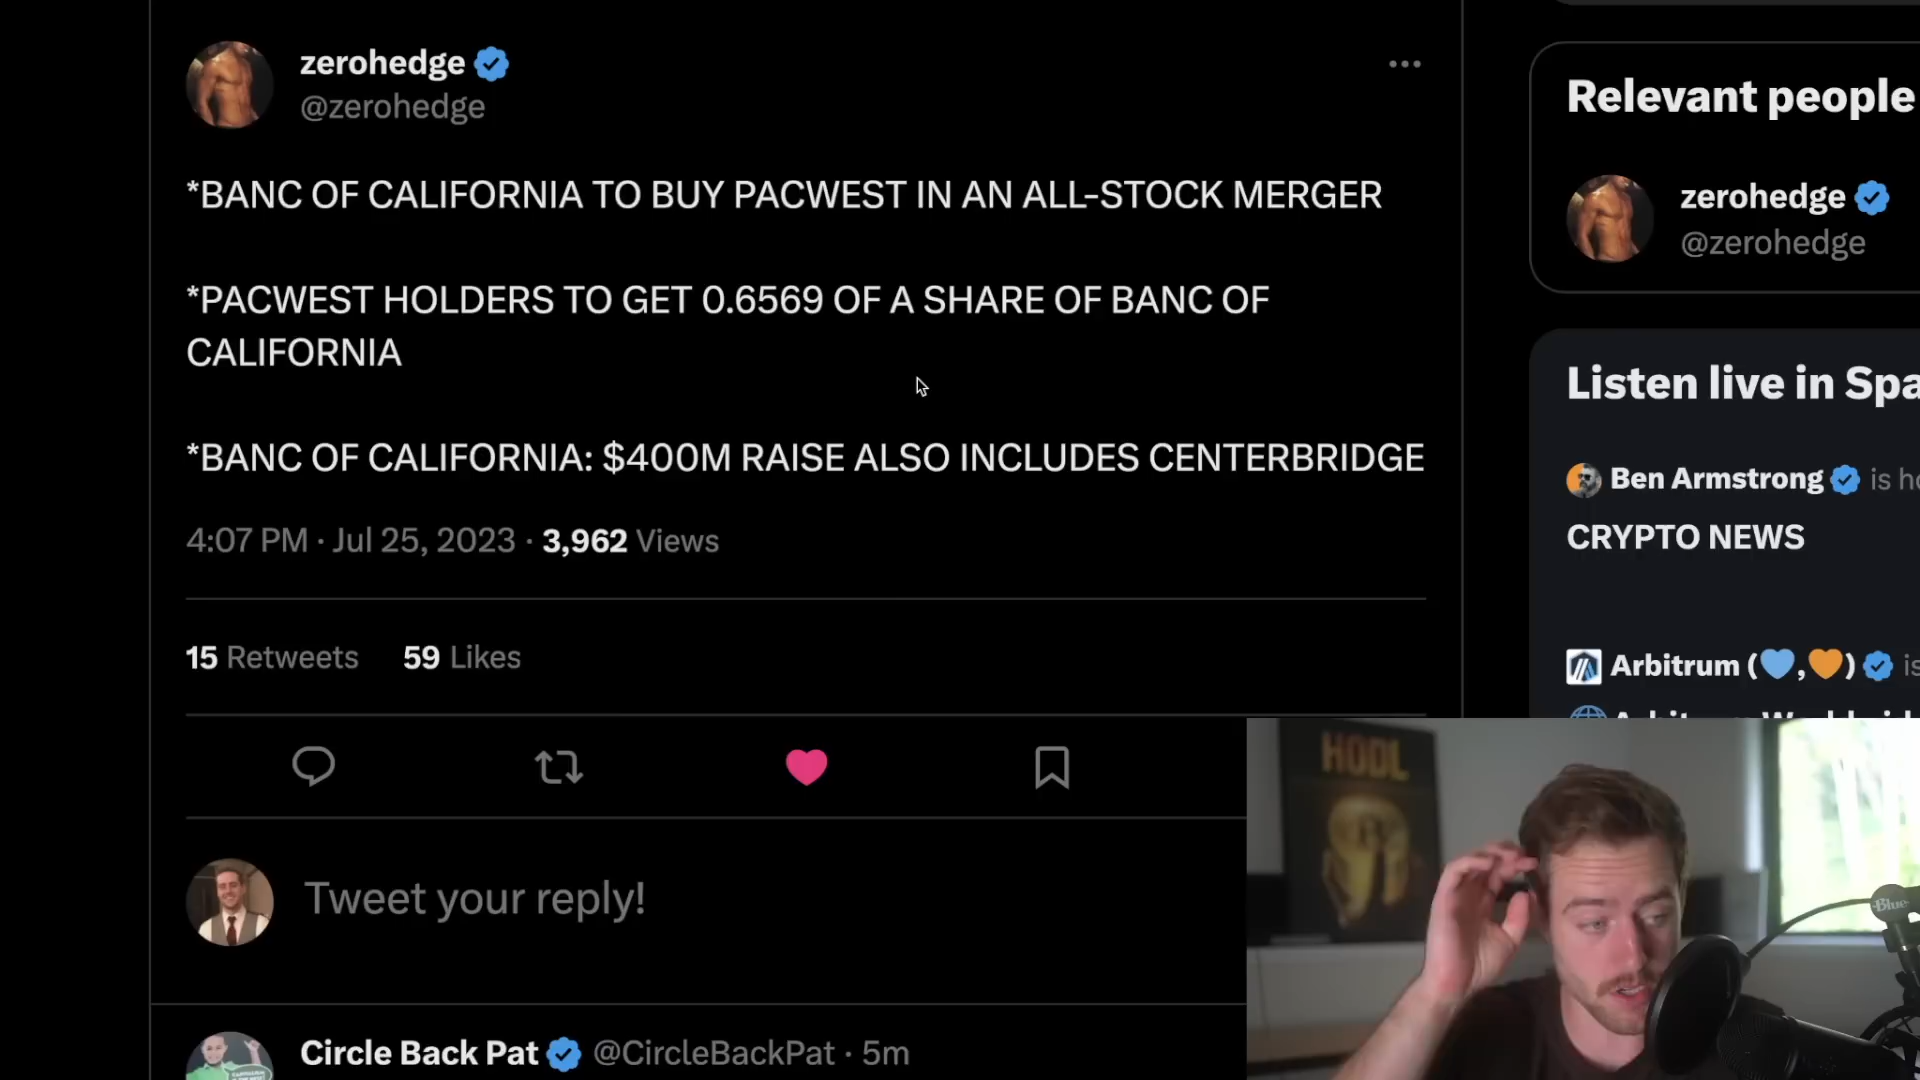 zerohedge
@zerohedge
*BANC OF CALIFORNIA TO BUY PACWEST IN AN ALL-STOCK MERGER
*PACWEST HOLDERS TO GET 0.6569 OF A SHARE OF BANC OF
CALIFORNIA
*BANC OF CALIFORNIA: $400M RAISE ALSO INCLUDES CENTERBRIDGE
4:07 PM · Jul 25, 2023 · 3,962 Views
15 Retweets 59 Likes
Tweet your reply!
Circle Back Pat @CircleBackPat · 5m
Relevant people
zerohedge
@zerohedge
Listen live in Spa
Ben Armstrong is ho
CRYPTO NEWS
Arbitrum (💙,🧡) is
HODL
Blue